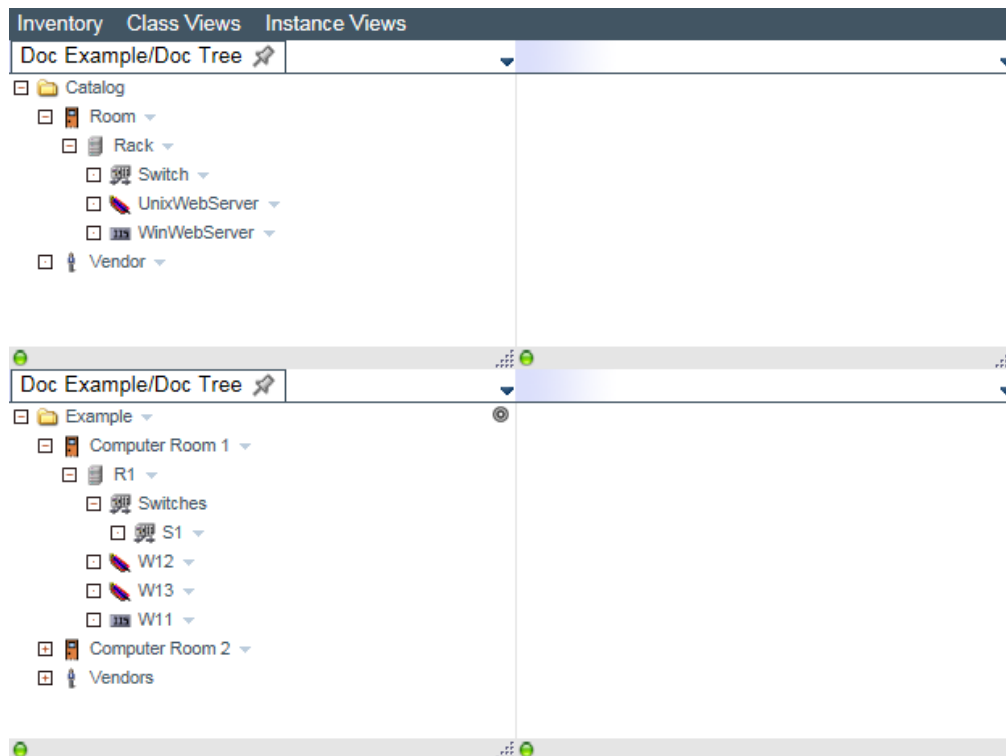 Inventory Class Views Instance Views
Doc Example/Doc Tree
Catalog
Room
Rack
Switch
UnixWebServer
WinWebServer
Vendor
Doc Example/Doc Tree
Example
Computer Room 1
R1
Switches
S1
W12
W13
W11
Computer Room 2
Vendors